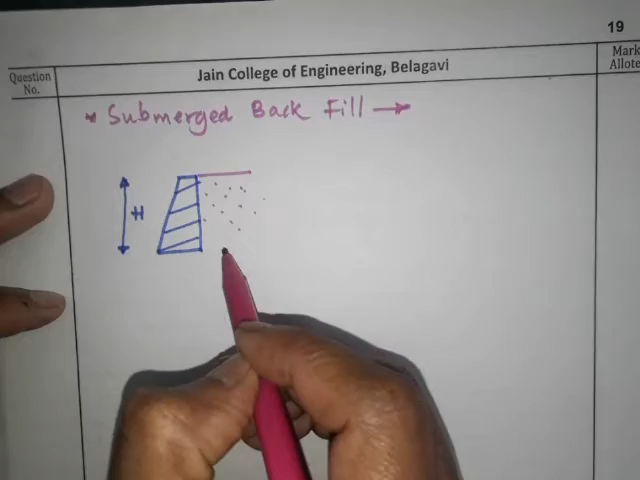 19
Question No.
Jain College of Engineering, Belagavi
Mark
Allote
* Submerged Back Fill →
H